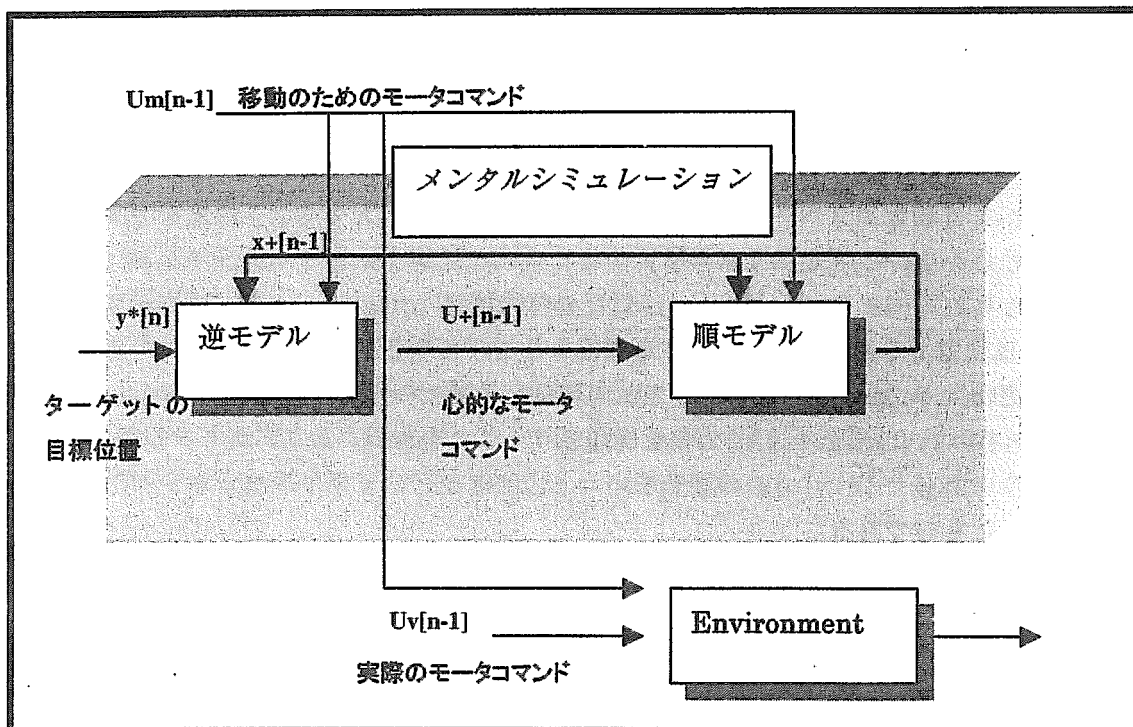 Um[n-1] 移動のためのモータコマンド
メンタルシミュレーション
x+[n-1]
y*[n]
逆モデル
U+[n-1]
順モデル
ターゲットの
目標位置
心的なモータ
コマンド
Uv[n-1]
Environment
実際のモータコマンド